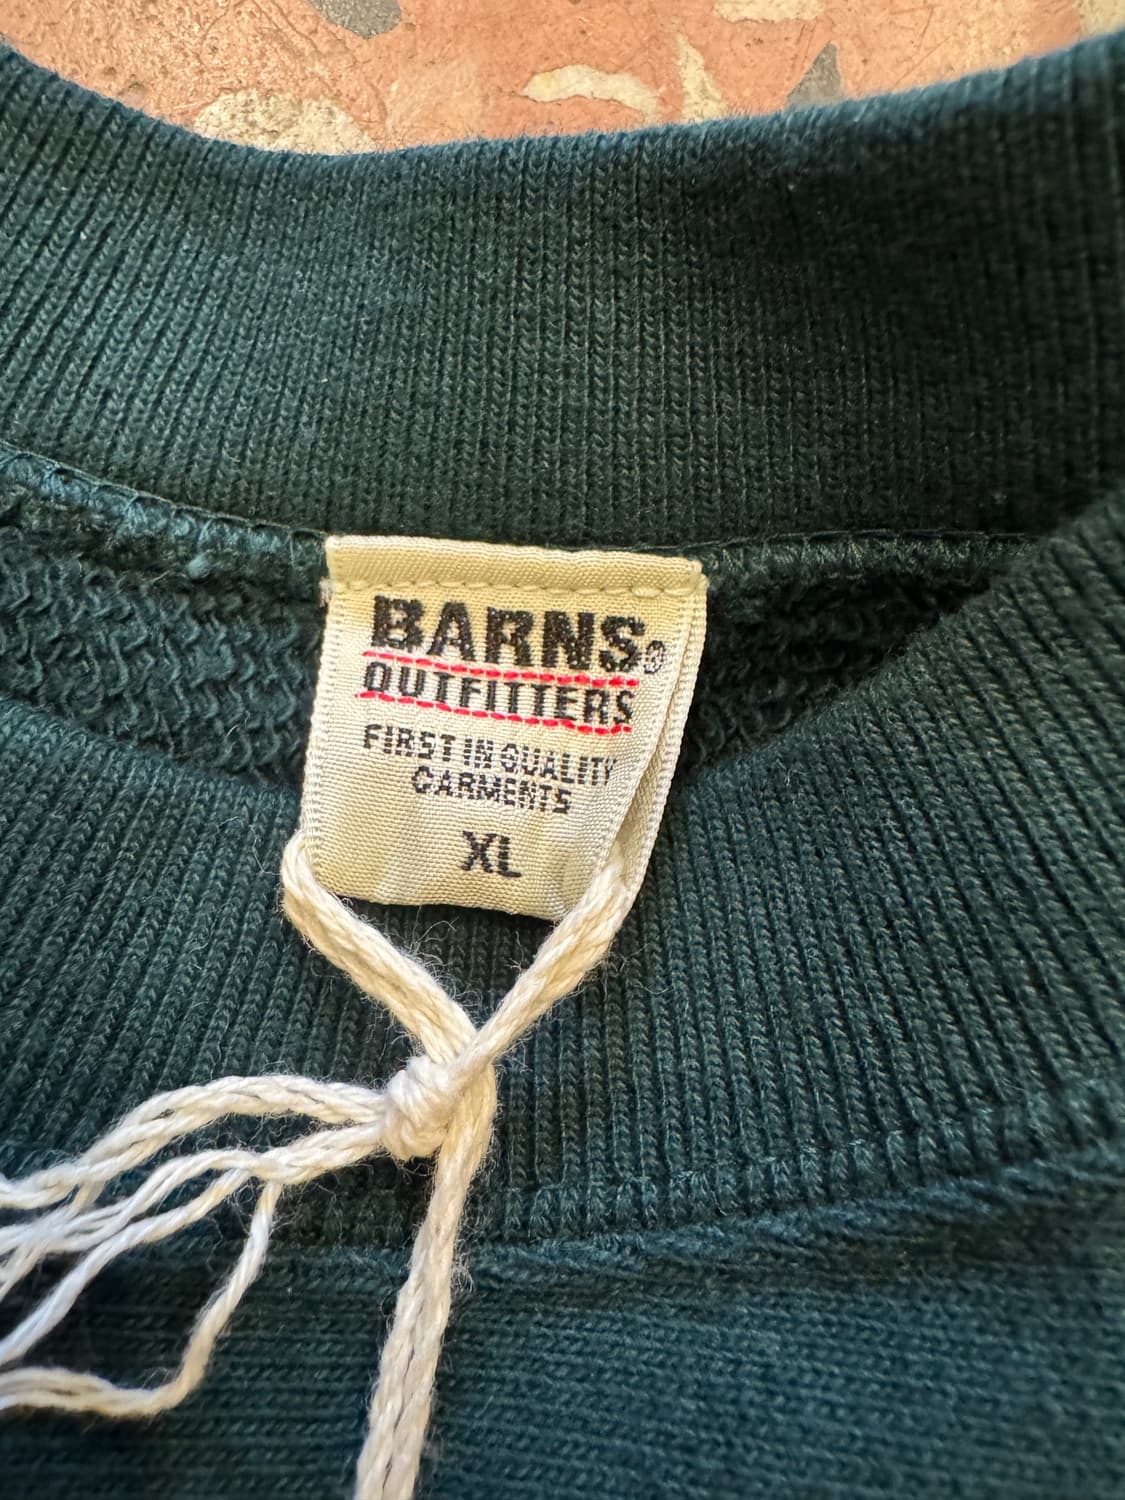 BARNS®
OUTFITTERS
FIRST IN QUALITY
GARMENTS
XL